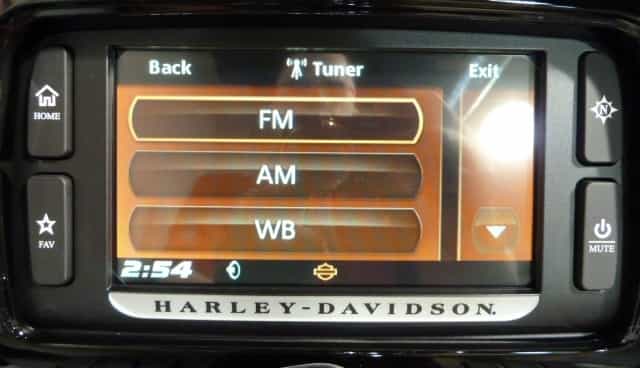 Back Tuner Exit
HOME
FM
N
AM
FAV
WB
MUTE
2:54
HARLEY-DAVIDSON